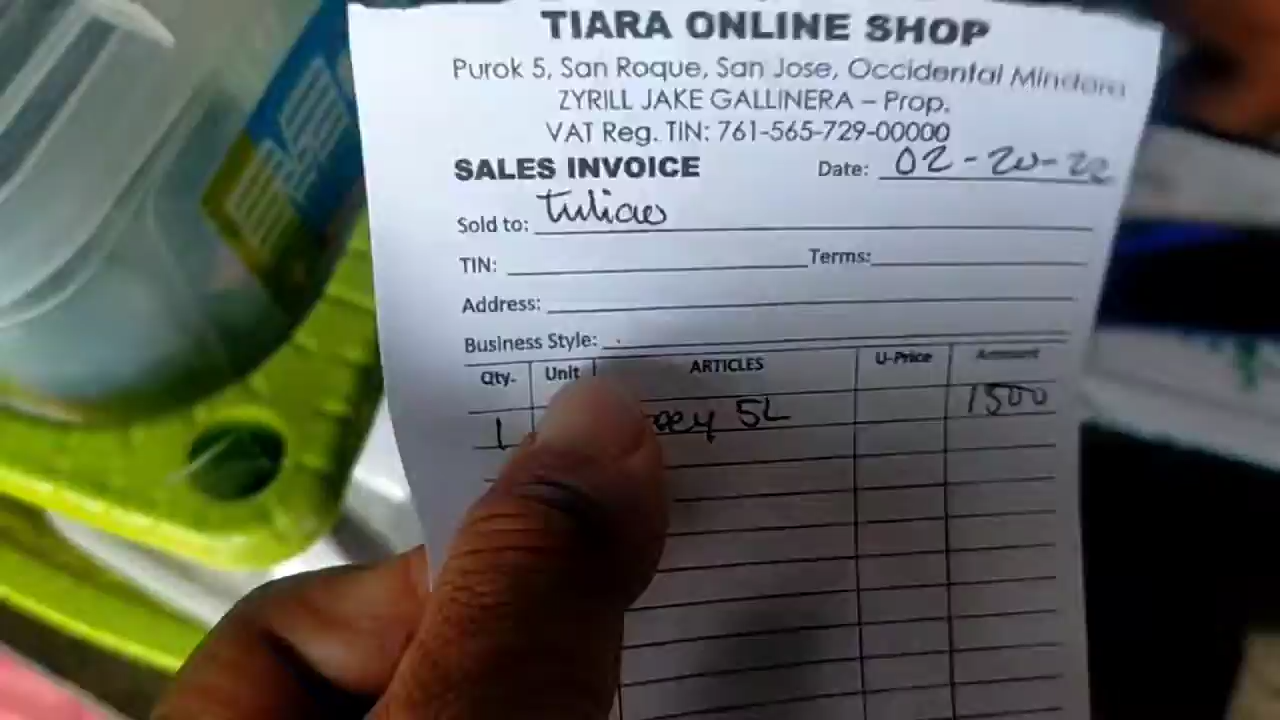 TIARA ONLINE SHOP
Purok 5, San Roque, San Jose, Occidental Mindoro
ZYRILL JAKE GALLINERA – Prop.
VAT Reg. TIN: 761-565-729-00000
SALES INVOICE Date: 02-20-22
Sold to: Tuliao
TIN: Terms:
Address:
Business Style:
Qty. Unit ARTICLES U-Price Amount
1 5L 1500